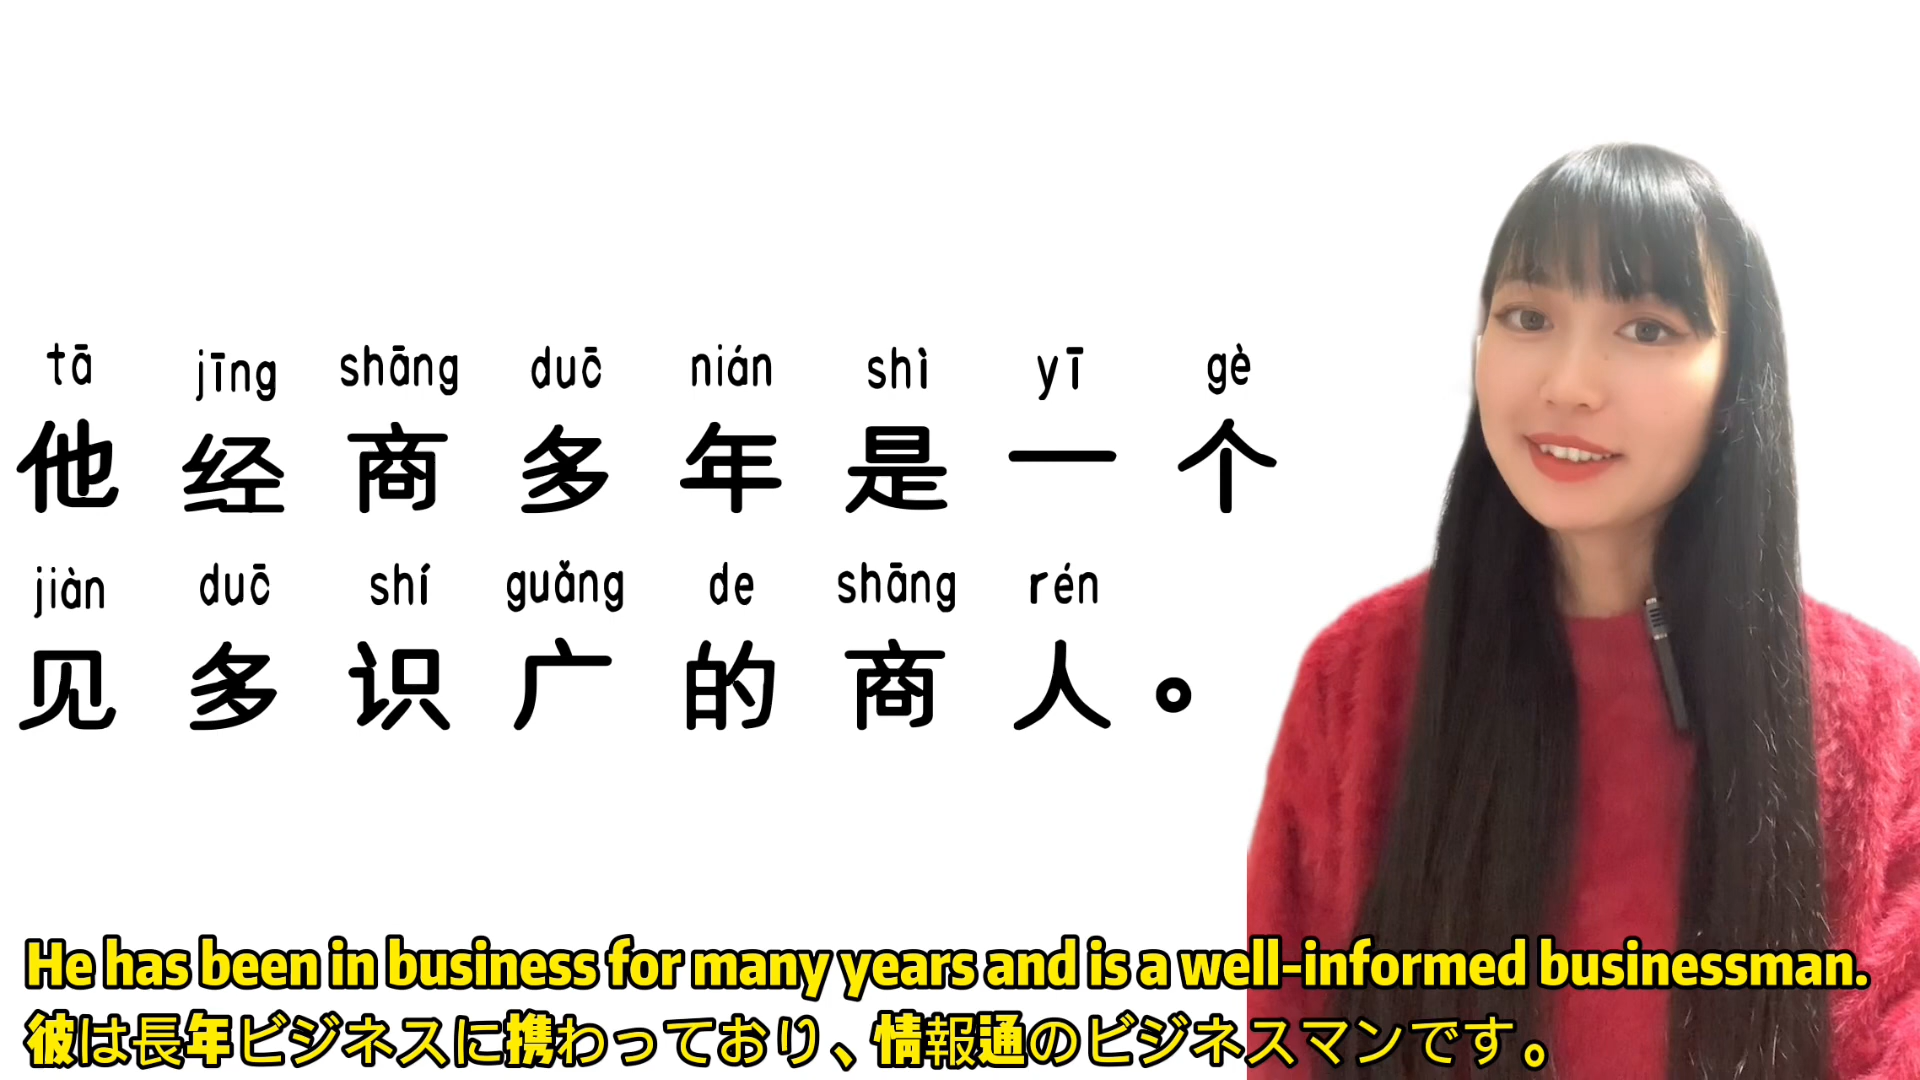 tā jīng shāng duō nián shì yī gè
他经商多年是一个
jiàn duō shí guǎng de shāng rén
见多识广的商人。
He has been in business for many years and is a well-informed businessman.
彼は長年ビジネスに携わっており、情報通のビジネスマンです。